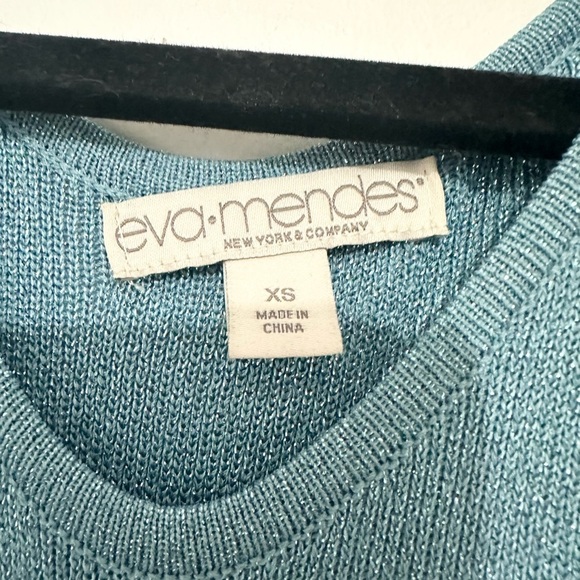 eva•mendes®
NEW YORK & COMPANY
XS
MADE IN
CHINA